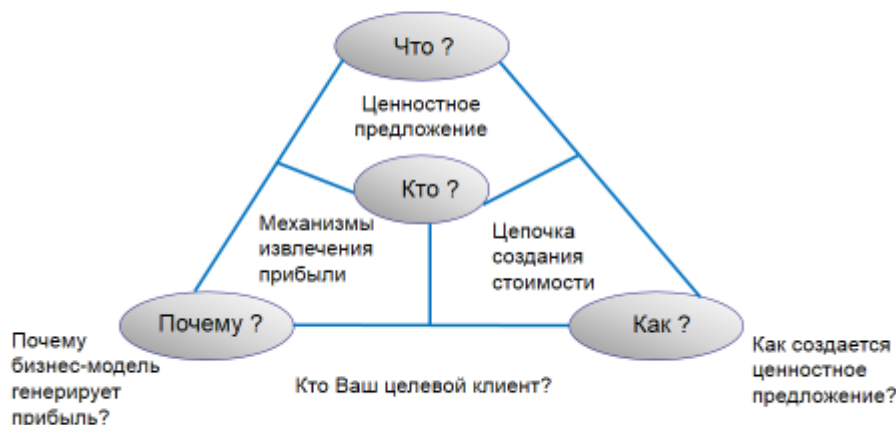 Что ?
Ценностное
предложение
Кто ?
Механизмы
извлечения
прибыли
Цепочка
создания
стоимости
Почему ?
Как ?
Почему
бизнес-модель
генерирует
прибыль?
Кто Ваш целевой клиент?
Как создается
ценностное
предложение?